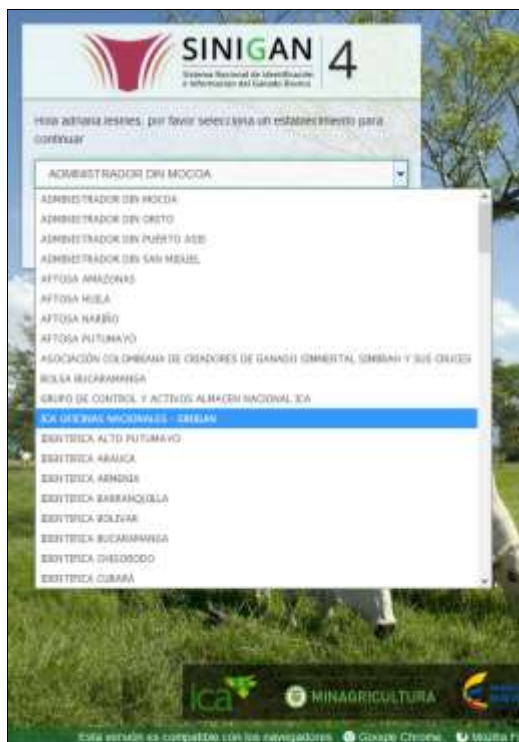 SINIGAN 4
Sistema Nacional de Identificación
e Información del Ganado Bovino
Hola adriana lesmes, por favor selecciona un establecimiento para
continuar
ADMINISTRADOR DIN MOCOA
ADMINISTRADOR DIN MOCOA
ADMINISTRADOR DIN ORITO
ADMINISTRADOR DIN PUERTO ASIS
ADMINISTRADOR DIN SAN MIGUEL
AFTOSA AMAZONAS
AFTOSA HUILA
AFTOSA NARIÑO
AFTOSA PUTUMAYO
ASOCIACIÓN COLOMBIANA DE CRIADORES DE GANADO SIMMENTAL SIMBRAH Y SUS CRUCES
BOLSA BUCARAMANGA
GRUPO DE CONTROL Y ACTIVOS ALMACEN NACIONAL ICA
ICA OFICINAS NACIONALES -
IDENTIFICA ALTO PUTUMAYO
IDENTIFICA ARAUCA
IDENTIFICA ARMENIA
IDENTIFICA BARRANQUILLA
IDENTIFICA BOLIVAR
IDENTIFICA BUCARAMANGA
IDENTIFICA CHIGORODO
IDENTIFICA CUBARÁ
ica MINAGRICULTURA
Esta versión es compatible con los navegadores Google Chrome Mozilla F